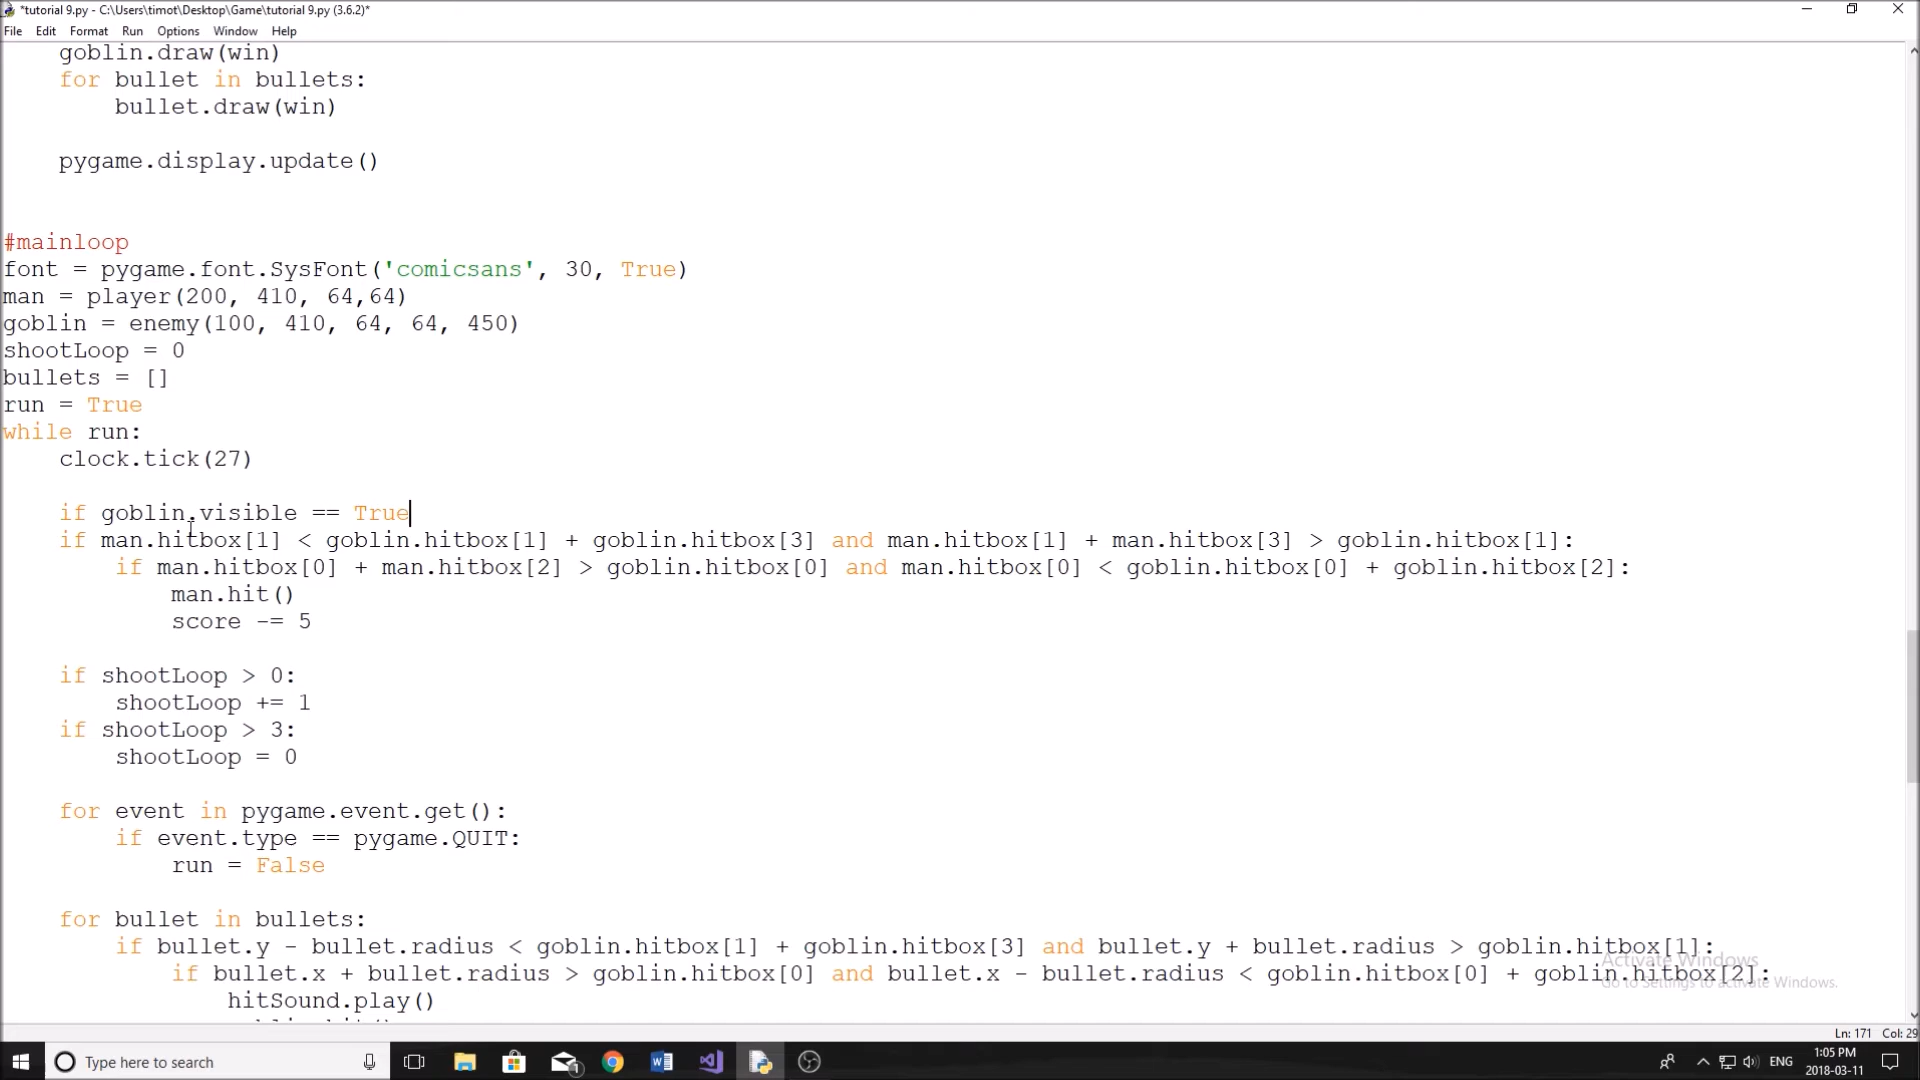 *tutorial 9.py - C:\Users\timot\Desktop\Game\tutorial 9.py (3.6.2)*
File Edit Format Run Options Window Help
    goblin.draw(win)
    for bullet in bullets:
        bullet.draw(win)
    pygame.display.update()
#mainloop
font = pygame.font.SysFont('comicsans', 30, True)
man = player(200, 410, 64,64)
goblin = enemy(100, 410, 64, 64, 450)
shootLoop = 0
bullets = []
run = True
while run:
    clock.tick(27)
    if goblin.visible == True
    if man.hitbox[1] < goblin.hitbox[1] + goblin.hitbox[3] and man.hitbox[1] + man.hitbox[3] > goblin.hitbox[1]:
        if man.hitbox[0] + man.hitbox[2] > goblin.hitbox[0] and man.hitbox[0] < goblin.hitbox[0] + goblin.hitbox[2]:
            man.hit()
            score -= 5
    if shootLoop > 0:
        shootLoop += 1
    if shootLoop > 3:
        shootLoop = 0
    for event in pygame.event.get():
        if event.type == pygame.QUIT:
            run = False
    for bullet in bullets:
        if bullet.y - bullet.radius < goblin.hitbox[1] + goblin.hitbox[3] and bullet.y + bullet.radius > goblin.hitbox[1]:
            if bullet.x + bullet.radius > goblin.hitbox[0] and bullet.x - bullet.radius < goblin.hitbox[0] + goblin.hitbox[2]:
                hitSound.play()
Activate Windows
Go to Settings to activate Windows.
Ln: 171 Col: 29
Type here to search
ENG
1:05 PM
2018-03-11